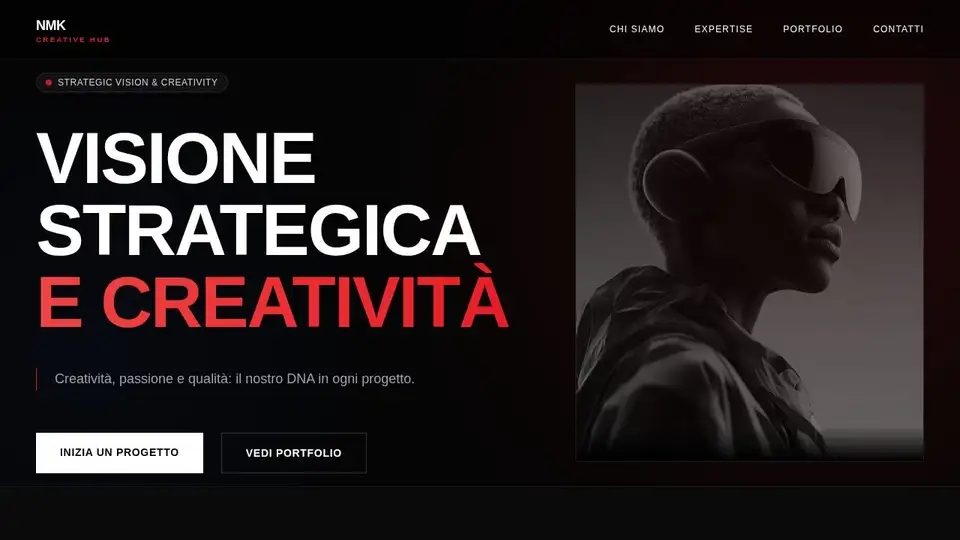 NMK
CREATIVE HUB
CHI SIAMO
EXPERTISE
PORTFOLIO
CONTATTI
STRATEGIC VISION & CREATIVITY
VISIONE
STRATEGICA
E CREATIVITÀ
Creatività, passione e qualità: il nostro DNA in ogni progetto.
INIZIA UN PROGETTO
VEDI PORTFOLIO